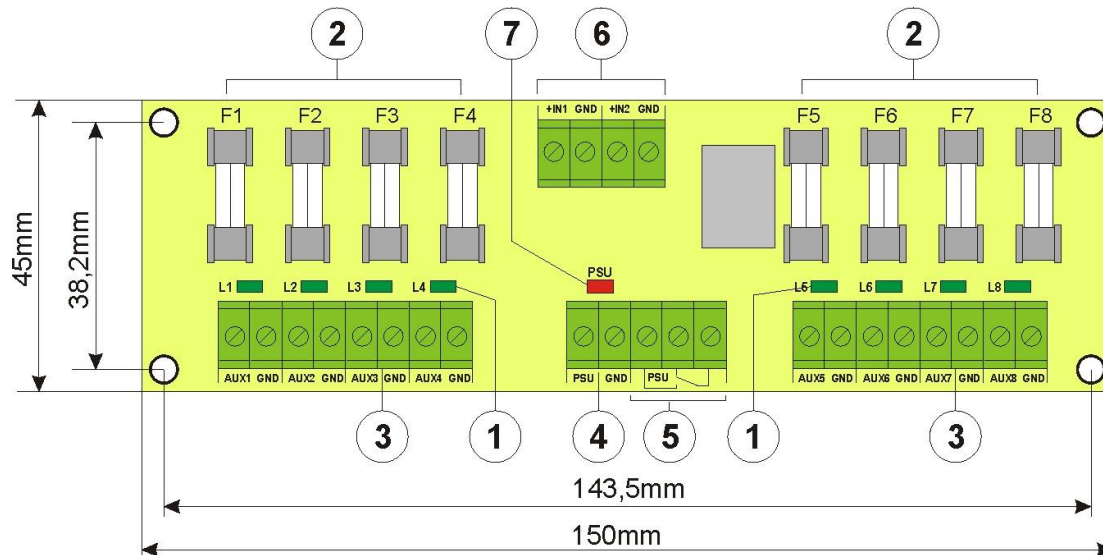 2 7 6 2
F1 F2 F3 F4 +IN1 GND +IN2 GND F5 F6 F7 F8
45mm
38,2mm
PSU
L1 L2 L3 L4 L5 L6 L7 L8
AUX1 GND AUX2 GND AUX3 GND AUX4 GND PSU GND PSU AUX5 GND AUX6 GND AUX7 GND AUX8 GND
3 1 4 5 1 3
143,5mm
150mm